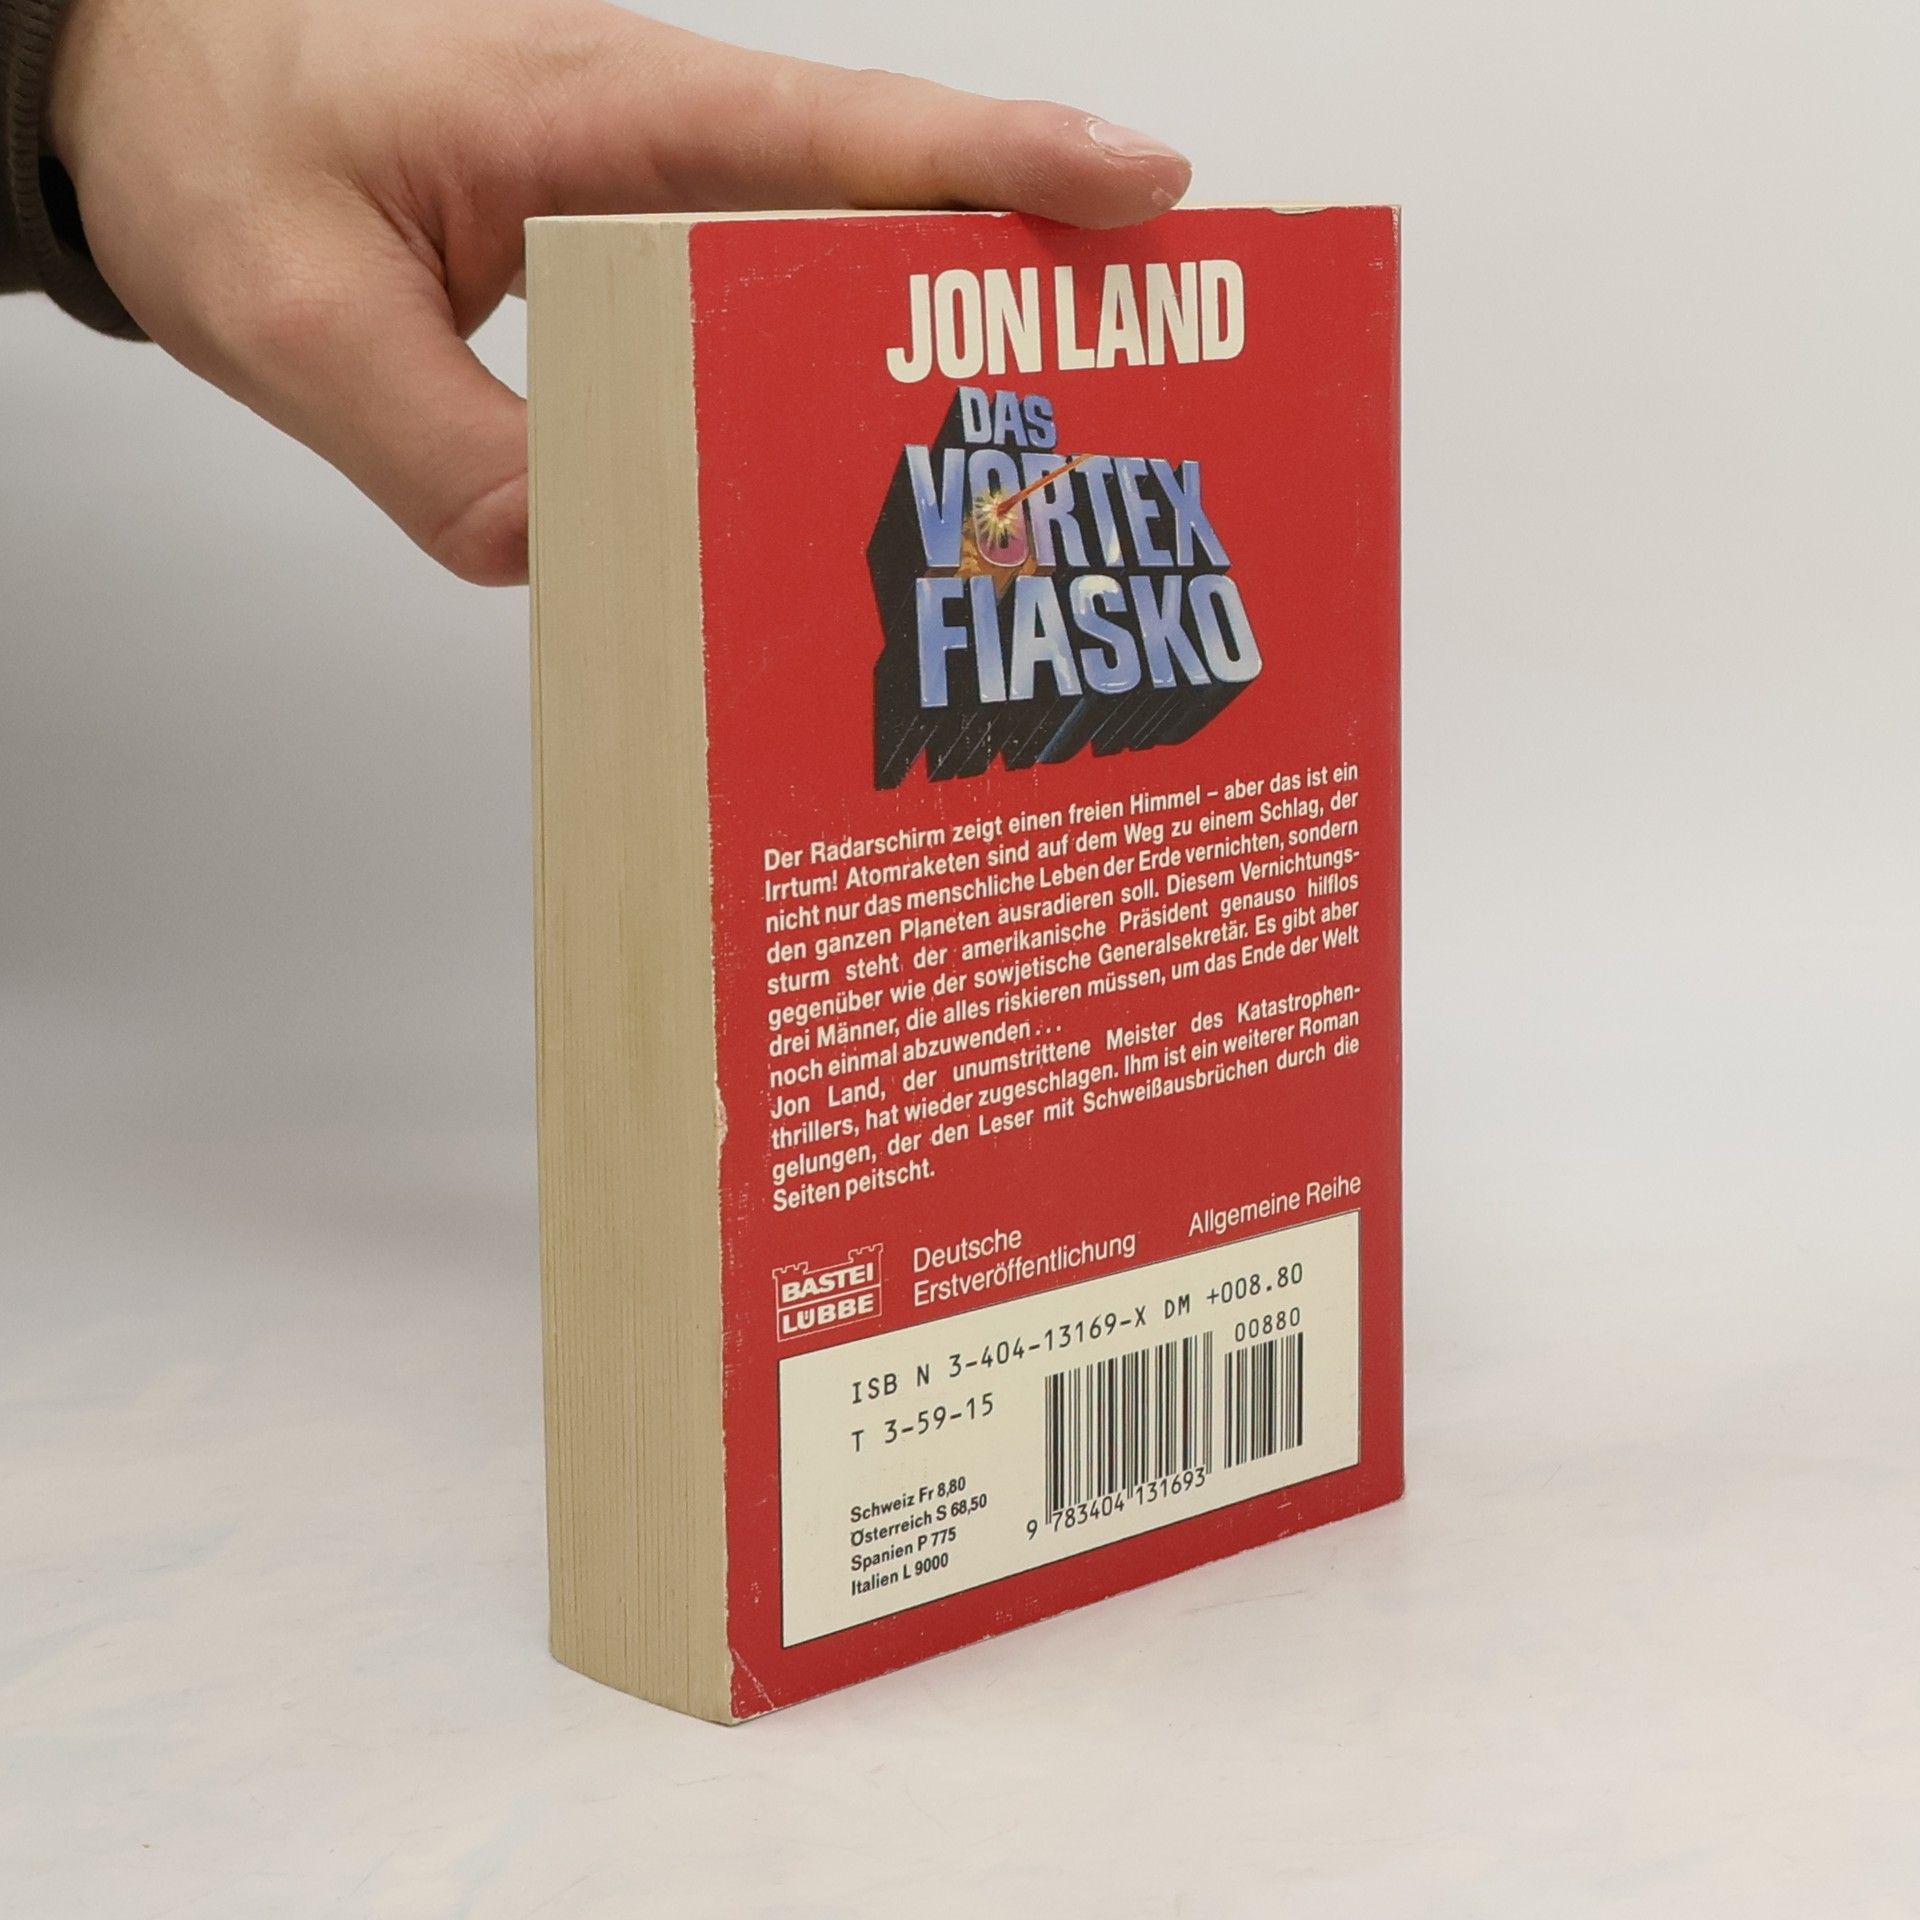 JON LAND
DAS
VORTEX
FIASKO
Der Radarschirm zeigt einen freien Himmel – aber das ist ein
Irrtum! Atomraketen sind auf dem Weg zu einem Schlag, der
nicht nur das menschliche Leben der Erde vernichten, sondern
den ganzen Planeten ausradieren soll. Diesem Vernichtungs-
sturm steht der amerikanische Präsident genauso hilflos
gegenüber wie der sowjetische Generalsekretär. Es gibt aber
drei Männer, die alles riskieren müssen, um das Ende der Welt
noch einmal abzuwenden . . .
Jon Land, der unumstrittene Meister des Katastrophen-
thrillers, hat wieder zugeschlagen. Ihm ist ein weiterer Roman
gelungen, der den Leser mit Schweißausbrüchen durch die
Seiten peitscht.
BASTEI
LÜBBE
Deutsche
Erstveröffentlichung
Allgemeine Reihe
ISB N 3-404-13169-X DM +008.80
T 3-59-15
00880
Schweiz Fr 8,80
Österreich S 68,50
Spanien P 775
Italien L 9000
9 783404 131693